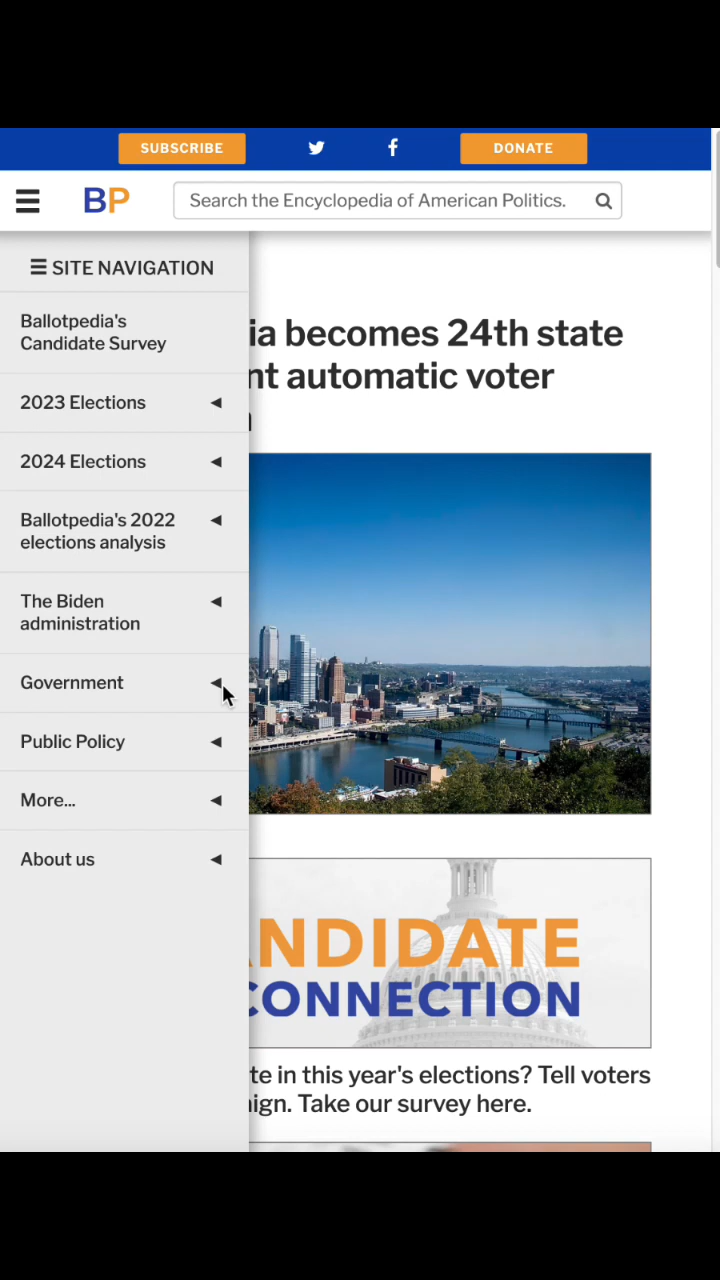 SUBSCRIBE
DONATE
BP
Search the Encyclopedia of American Politics.
SITE NAVIGATION
Ballotpedia's
Candidate Survey
2023 Elections
2024 Elections
Ballotpedia's 2022
elections analysis
The Biden
administration
Government
Public Policy
More...
About us
ia becomes 24th state
nt automatic voter
NDIDATE
CONNECTION
te in this year's elections? Tell voters
ign. Take our survey here.